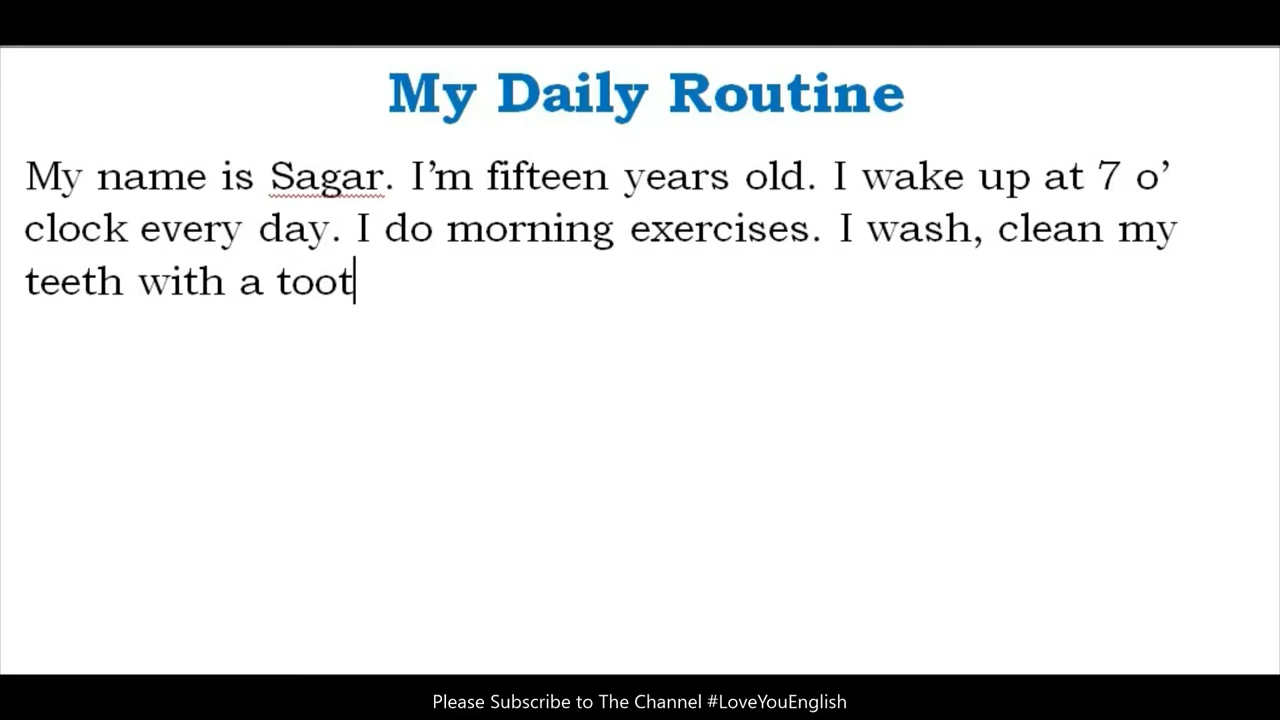 My Daily Routine
My name is Sagar. I’m fifteen years old. I wake up at 7 o’
clock every day. I do morning exercises. I wash, clean my
teeth with a toot
Please Subscribe to The Channel #LoveYouEnglish